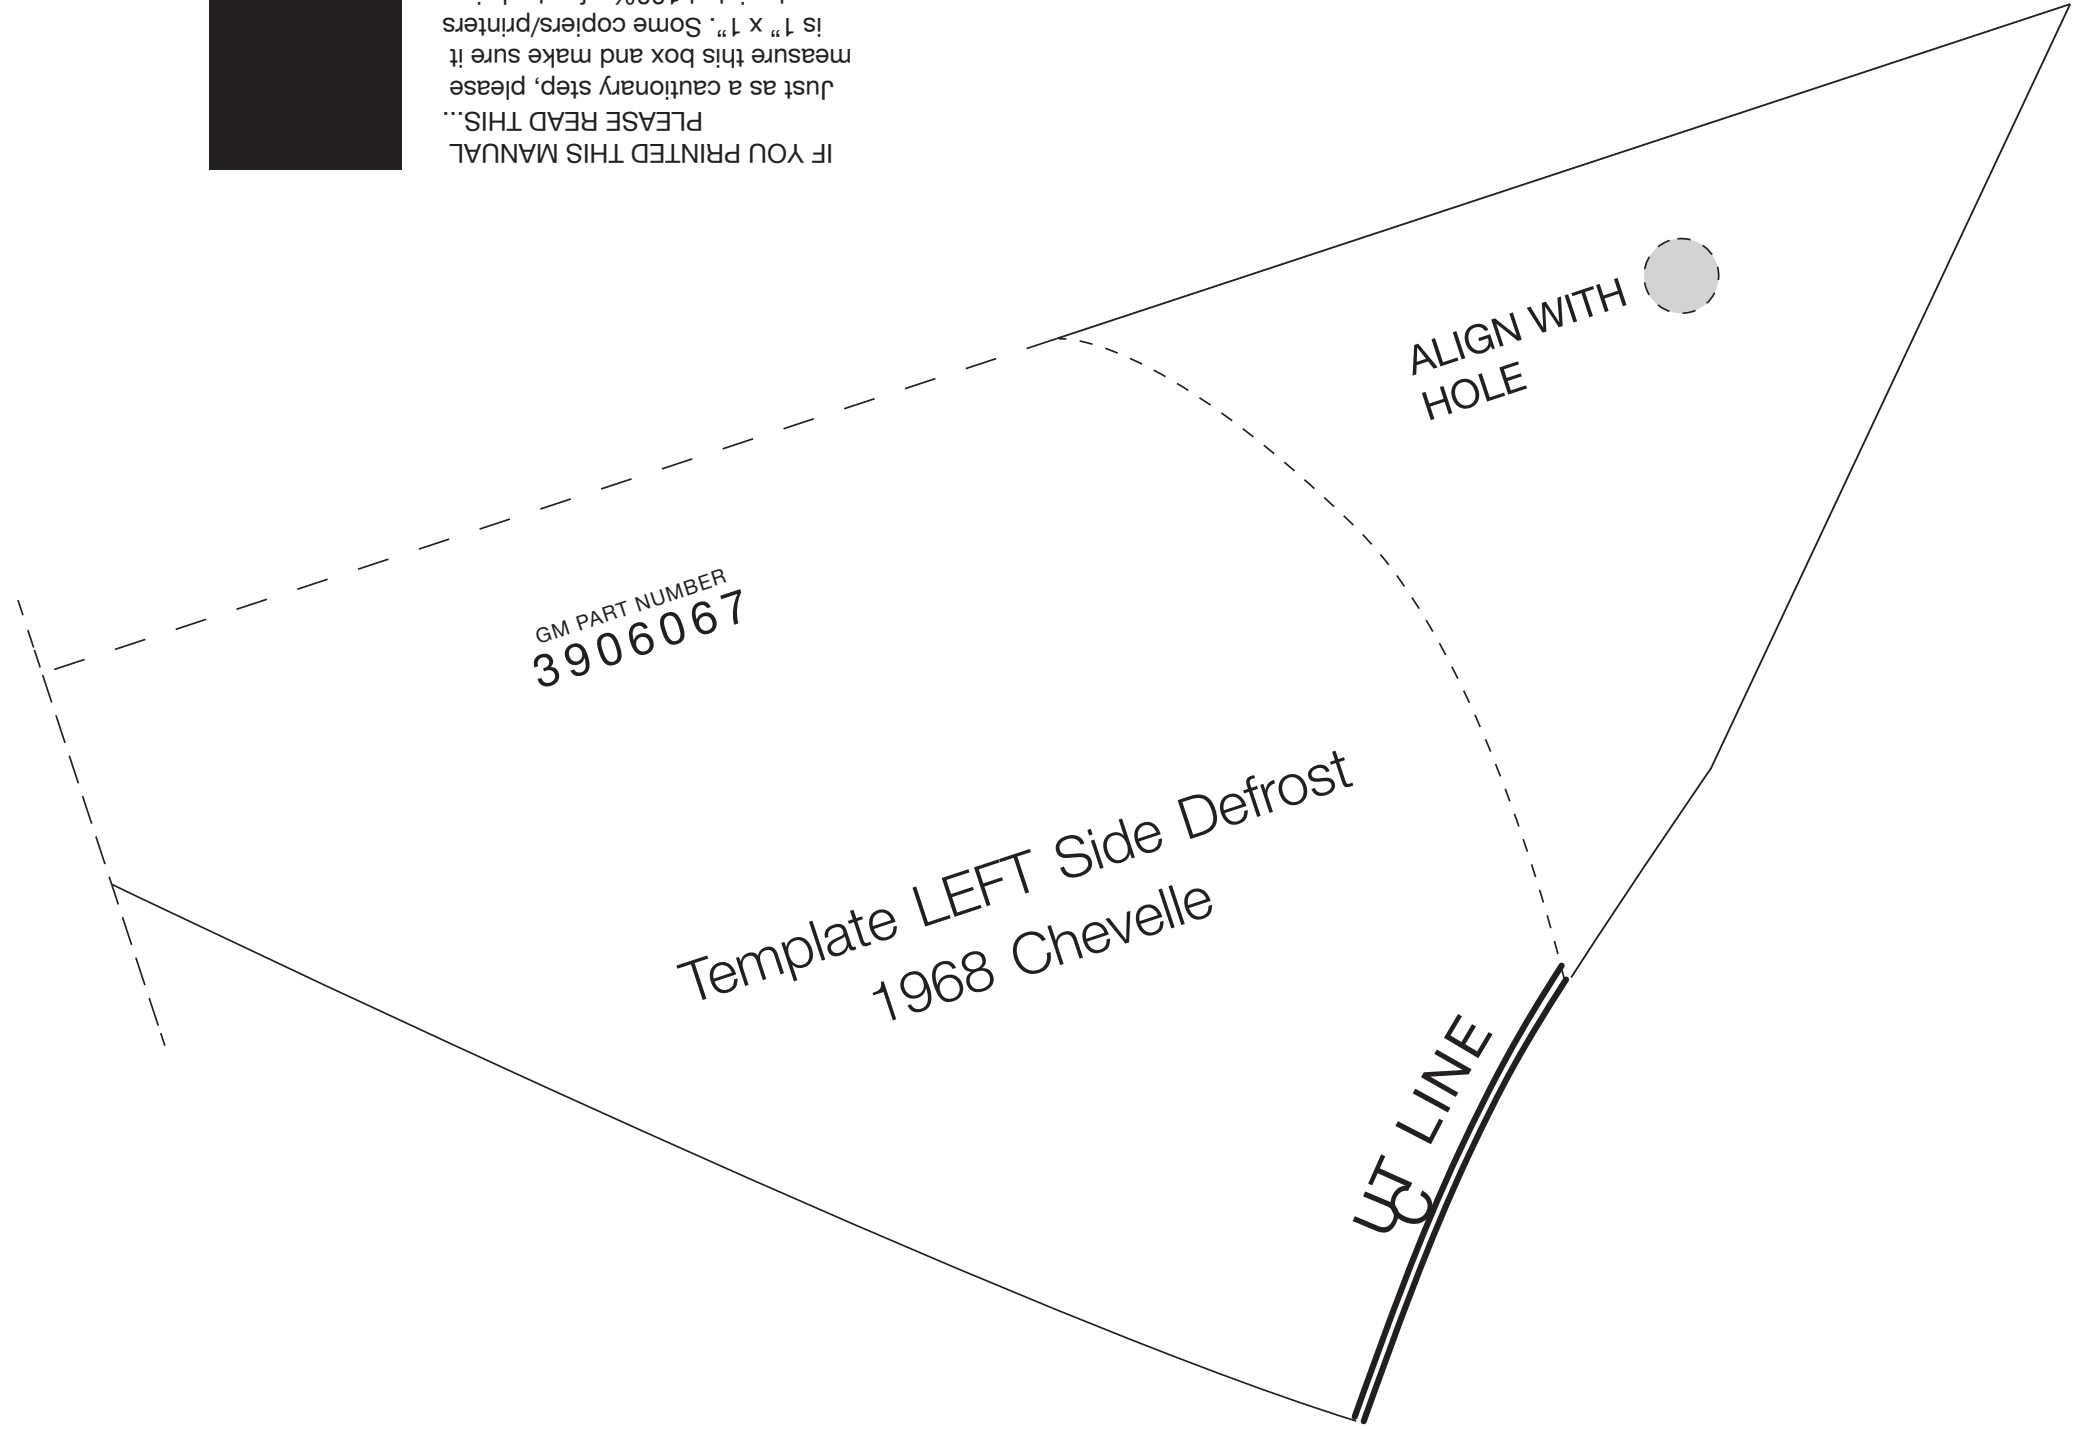 IF YOU PRINTED THIS MANUAL
PLEASE READ THIS...
Just as a cautionary step, please
measure this box and make sure it
is 1” x 1”. Some copiers/printers
ALIGN WITH
HOLE
GM PART NUMBER
3906067
Template LEFT Side Defrost
1968 Chevelle
CUT LINE